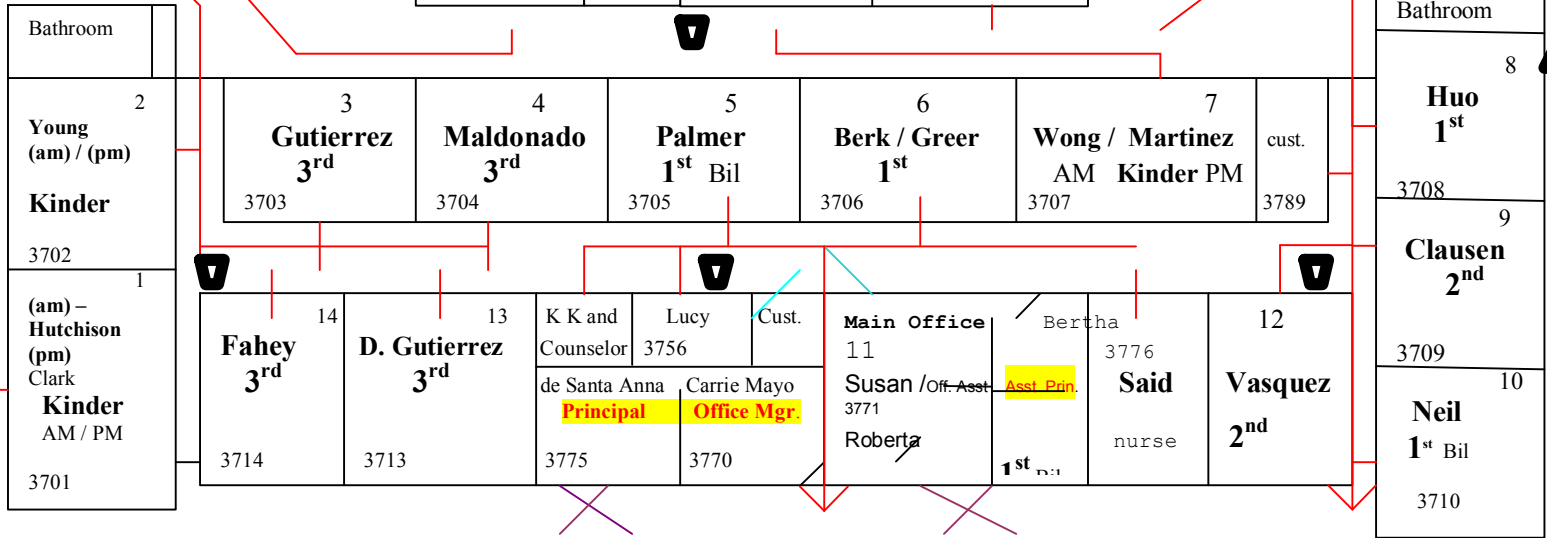 Bathroom
2
Young
(am) / (pm)
Kinder
3702
1
(am) –
Hutchison
(pm)
Clark
Kinder
AM / PM
3701
3
Gutierrez
3rd
3703
4
Maldonado
3rd
3704
5
Palmer
1st Bil
3705
6
Berk / Greer
1st
3706
7
Wong / Martinez
AM Kinder PM
3707
cust.
3789
14
Fahey
3rd
3714
13
D. Gutierrez
3rd
3713
K K and
Counselor
Lucy
3756
Cust.
de Santa Anna
Principal
3775
Carrie Mayo
Office Mgr.
3770
Main Office
11
Susan /Off. Asst
3771
Roberta
Bertha
Asst. Prin.
1st Bil
3776
Said
nurse
12
Vasquez
2nd
Bathroom
8
Huo
1st
3708
9
Clausen
2nd
3709
10
Neil
1st Bil
3710